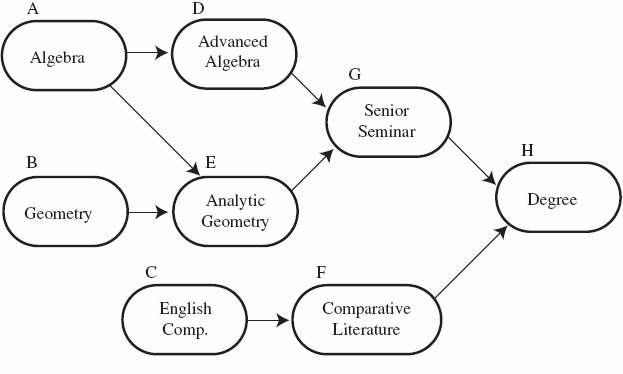 A
Algebra
D
Advanced
Algebra
G
Senior
Seminar
B
Geometry
E
Analytic
Geometry
H
Degree
C
English
Comp.
F
Comparative
Literature